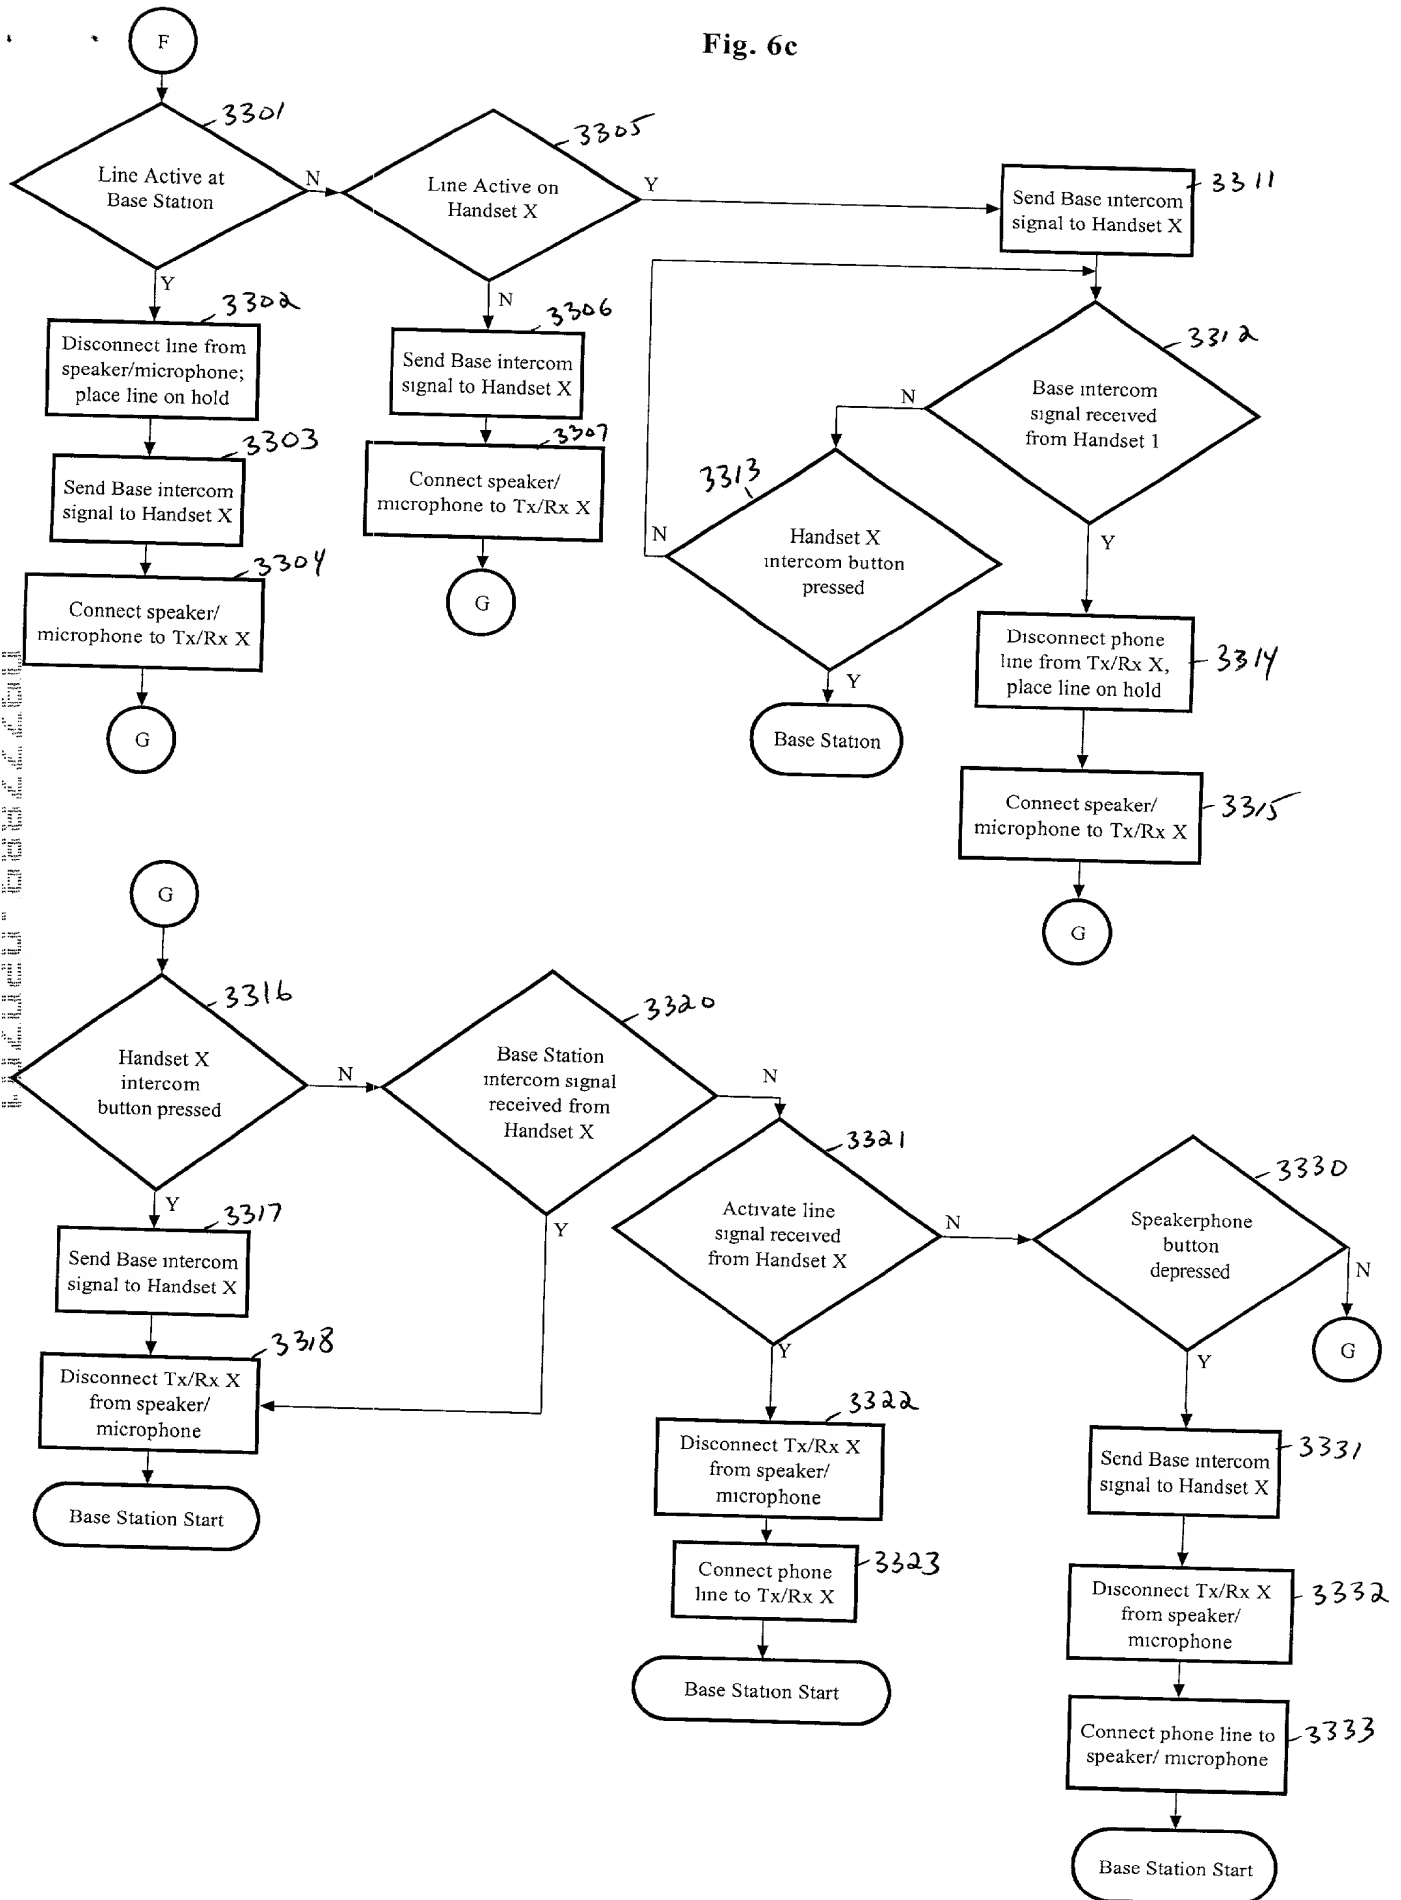 Fig. 6c
F
3301
Line Active at
Base Station
N
Y
3305
Line Active on
Handset X
Y
N
3311
Send Base intercom
signal to Handset X
3302
Disconnect line from
speaker/microphone;
place line on hold
3303
Send Base intercom
signal to Handset X
3304
Connect speaker/
microphone to Tx/Rx X
G
3306
Send Base intercom
signal to Handset X
3307
Connect speaker/
microphone to Tx/Rx X
G
3312
Base intercom
signal received
from Handset 1
N
Y
3313
Handset X
intercom button
pressed
N
Y
Base Station
3314
Disconnect phone
line from Tx/Rx X,
place line on hold
3315
Connect speaker/
microphone to Tx/Rx X
G
G
3316
Handset X
intercom
button pressed
N
Y
3317
Send Base intercom
signal to Handset X
3318
Disconnect Tx/Rx X
from speaker/
microphone
Base Station Start
3320
Base Station
intercom signal
received from
Handset X
N
Y
3321
Activate line
signal received
from Handset X
N
Y
3322
Disconnect Tx/Rx X
from speaker/
microphone
3323
Connect phone
line to Tx/Rx X
Base Station Start
3330
Speakerphone
button
depressed
N
G
Y
3331
Send Base intercom
signal to Handset X
3332
Disconnect Tx/Rx X
from speaker/
microphone
3333
Connect phone line to
speaker/ microphone
Base Station Start